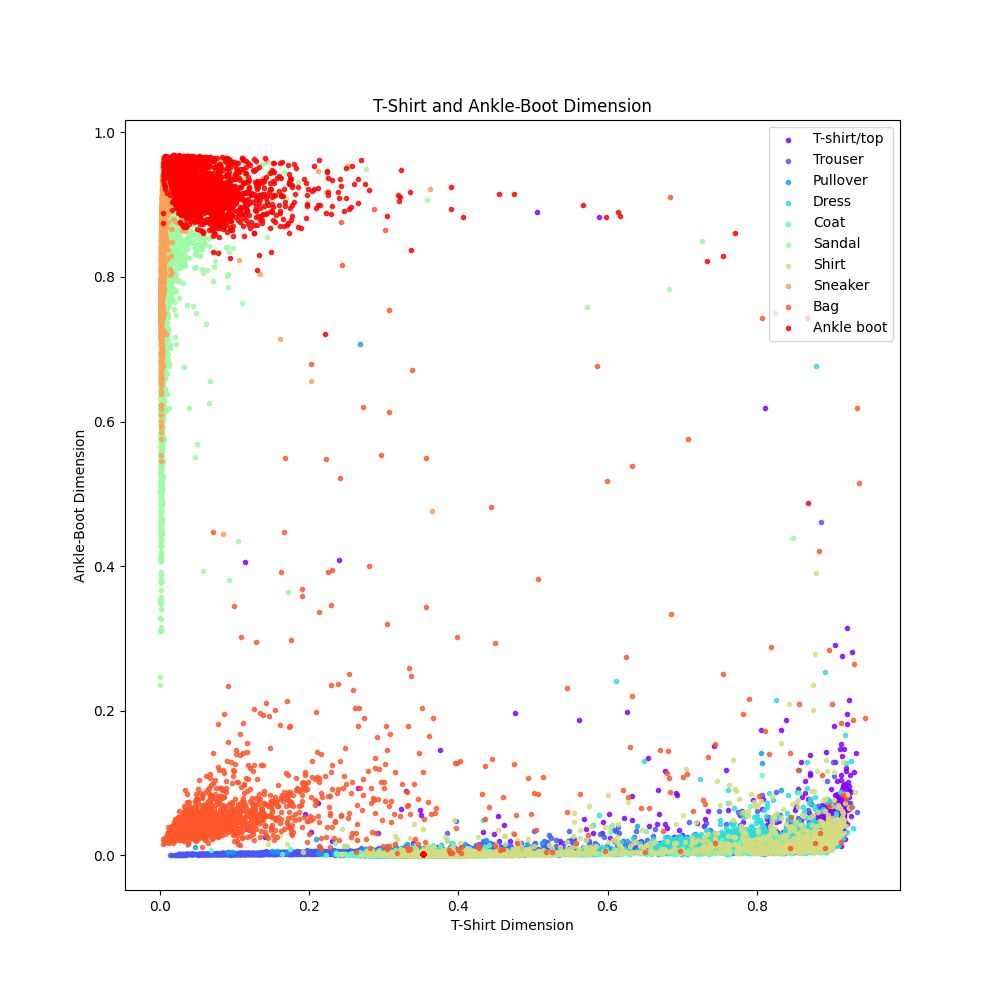 T-Shirt and Ankle-Boot Dimension
1.0
0.8
0.6
0.4
0.2
0.0
Ankle-Boot Dimension
T-shirt/top
Trouser
Pullover
Dress
Coat
Sandal
Shirt
Sneaker
Bag
Ankle boot
0.0 0.2 0.4 0.6 0.8
T-Shirt Dimension